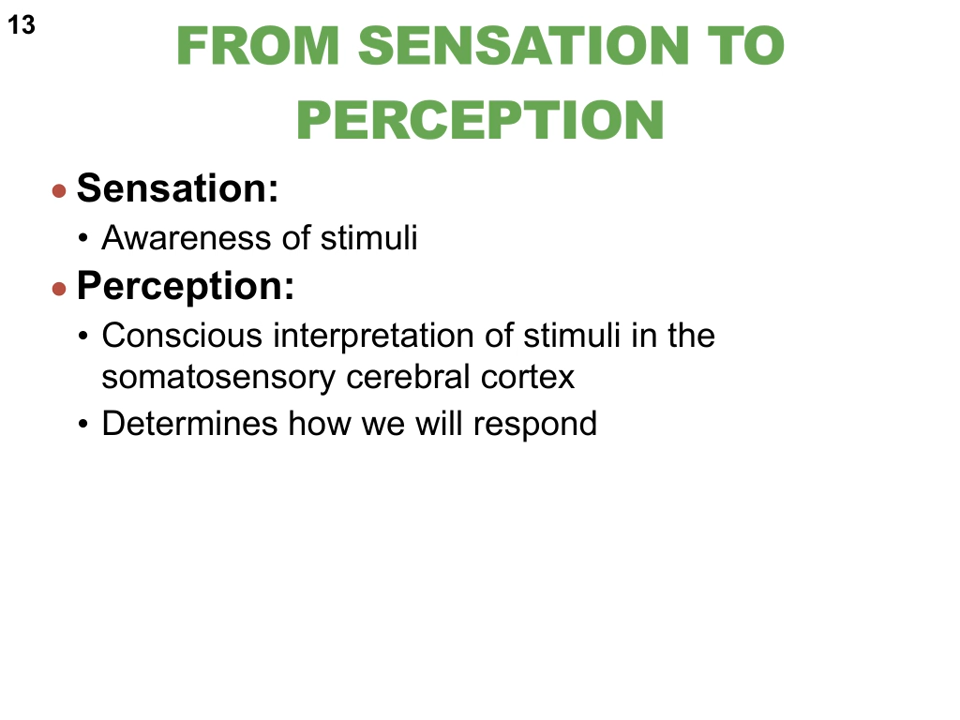 13
FROM SENSATION TO
PERCEPTION
• Sensation:
• Awareness of stimuli
• Perception:
• Conscious interpretation of stimuli in the
somatosensory cerebral cortex
• Determines how we will respond